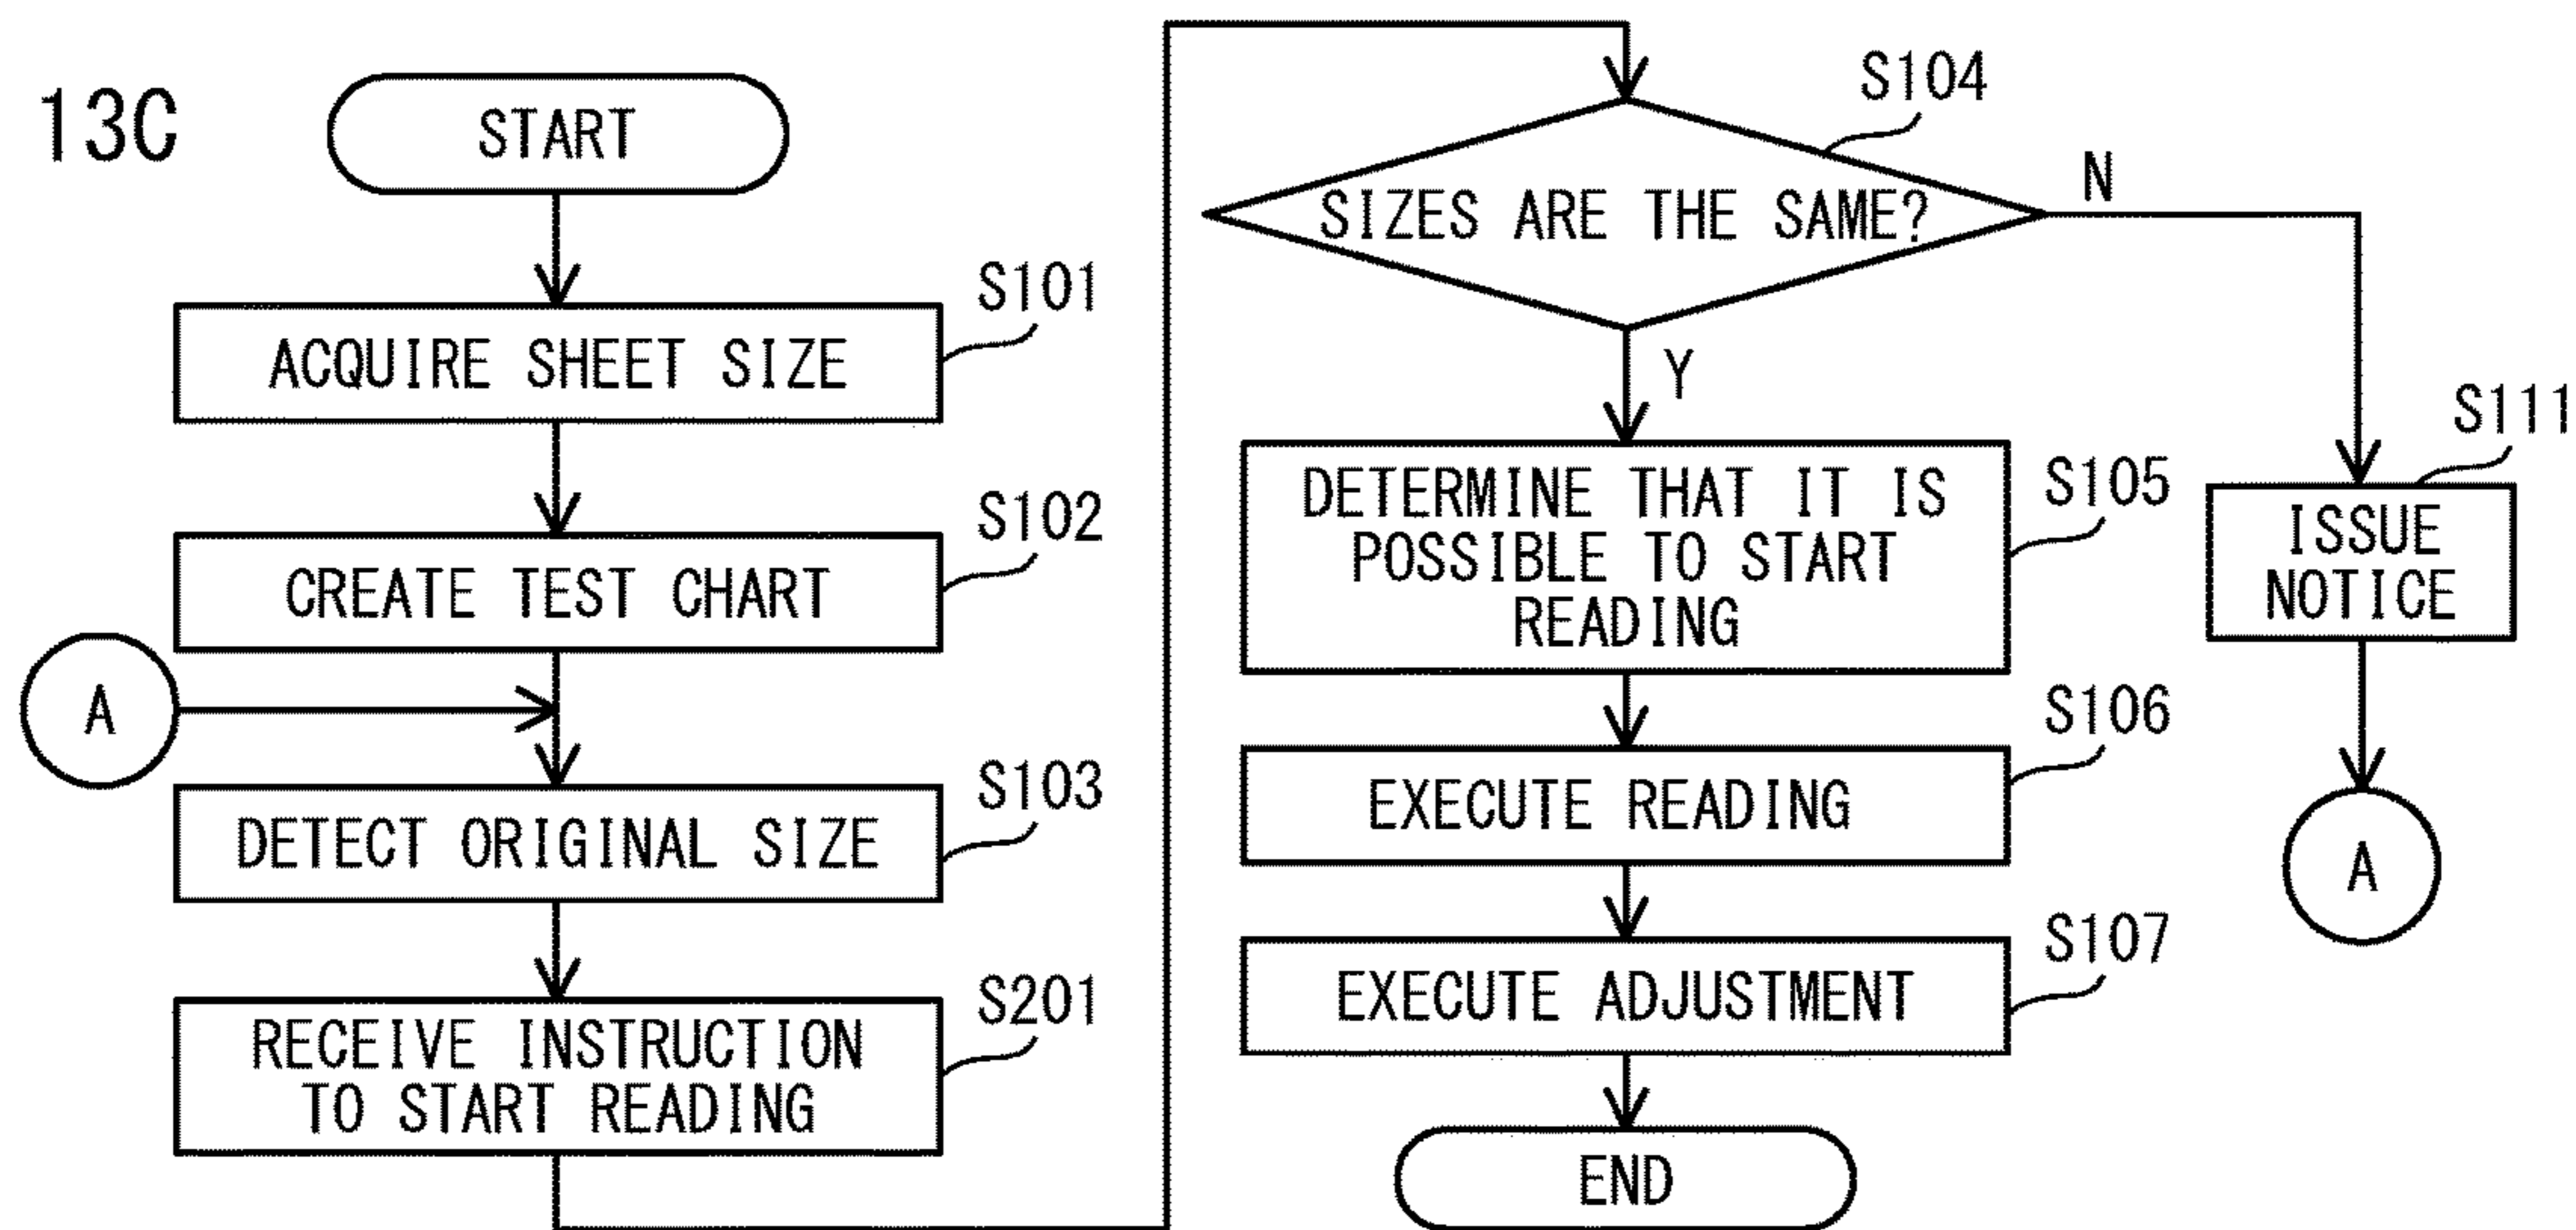 13C
START
S101
ACQUIRE SHEET SIZE
S102
CREATE TEST CHART
A
S103
DETECT ORIGINAL SIZE
S201
RECEIVE INSTRUCTION
TO START READING
S104
SIZES ARE THE SAME?
N
Y
S105
DETERMINE THAT IT IS
POSSIBLE TO START
READING
S106
EXECUTE READING
S107
EXECUTE ADJUSTMENT
END
S111
ISSUE
NOTICE
A